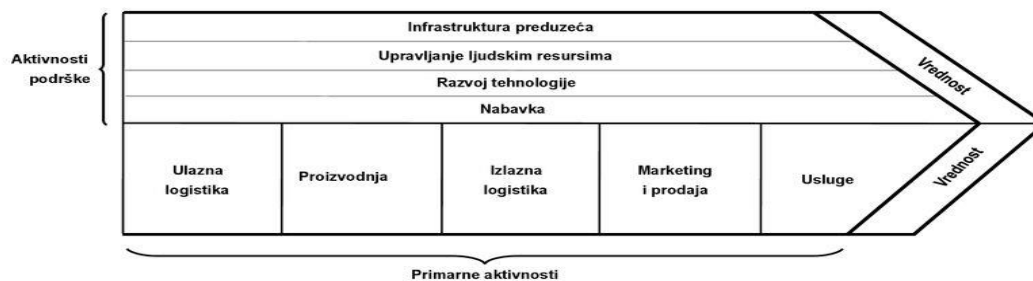 Infrastruktura preduzeća
Aktivnosti
podrške
Upravljanje ljudskim resursima
Razvoj tehnologije
Nabavka
Vrednost
Ulazna
logistika
Proizvodnja
Izlazna
logistika
Marketing
i prodaja
Usluge
Vrednost
Primarne aktivnosti